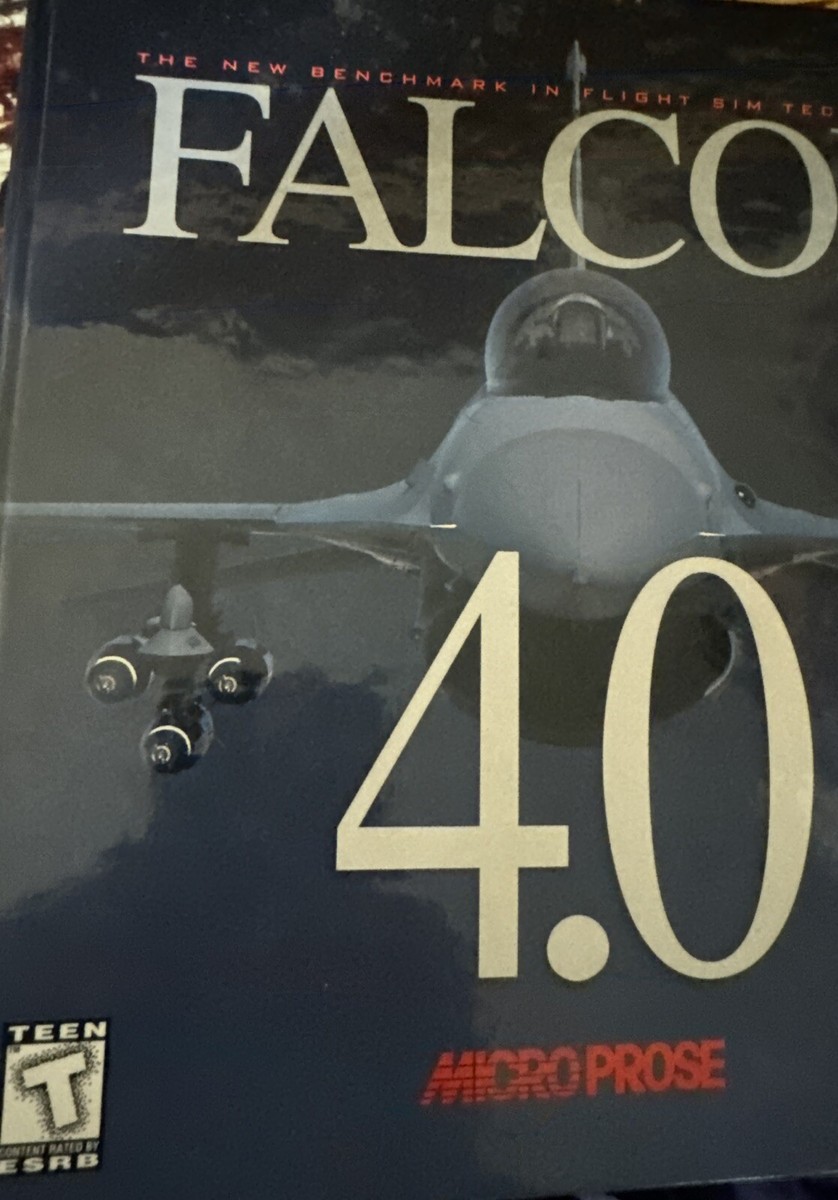 THE NEW BENCHMARK IN FLIGHT SIM TEC
FALCO
4.0
MICROPROSE
TEEN
T
CONTENT RATED BY
ESRB